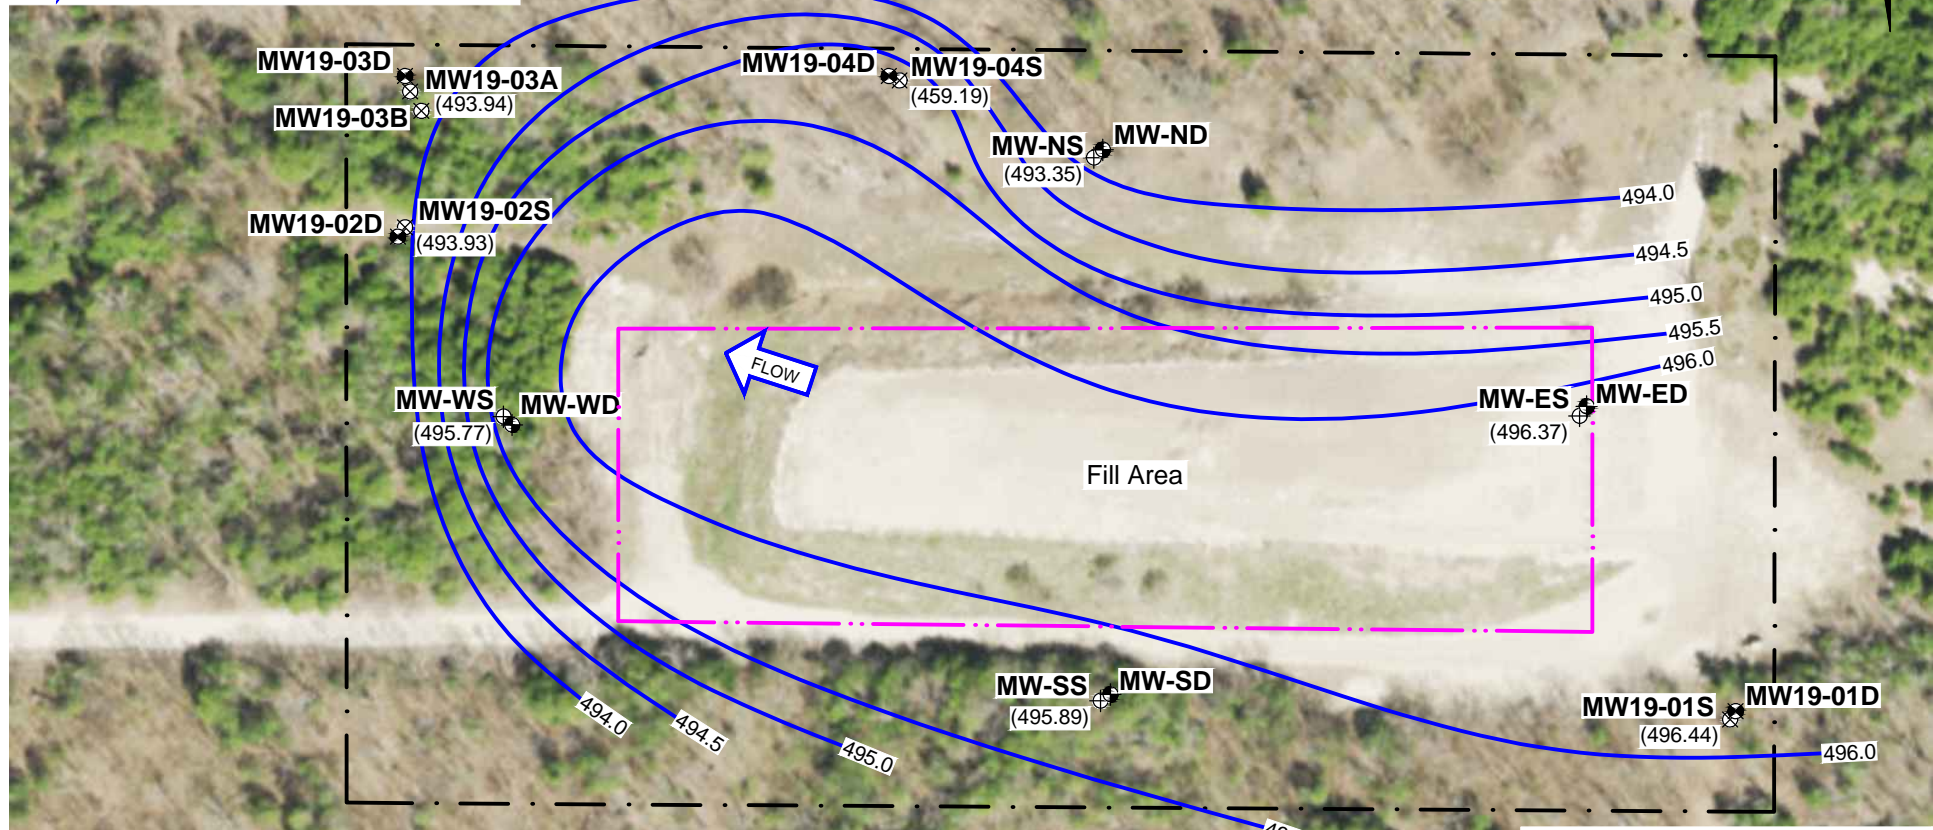 MW19-03D
MW19-03A
(493.94)
MW19-03B
MW19-04D
MW19-04S
(459.19)
MW-NS
MW-ND
(493.35)
494.0
MW19-02D
MW19-02S
(493.93)
494.5
495.0
495.5
496.0
FLOW
MW-WS
MW-WD
(495.77)
MW-ES
MW-ED
(496.37)
Fill Area
MW-SS
MW-SD
(495.89)
MW19-01S
MW19-01D
(496.44)
494.0
494.5
495.0
496.0